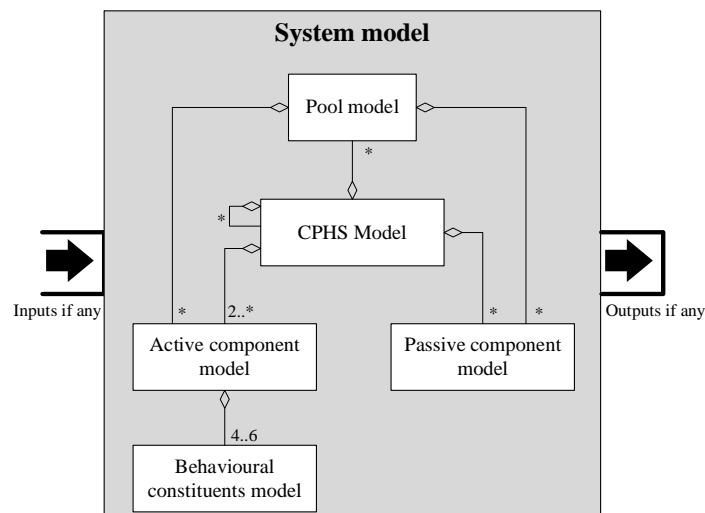 System model
Pool model
*
CPHS Model
*
Inputs if any
Outputs if any
*
2..*
*
*
Active component
model
Passive component
model
4..6
Behavioural
constituents model